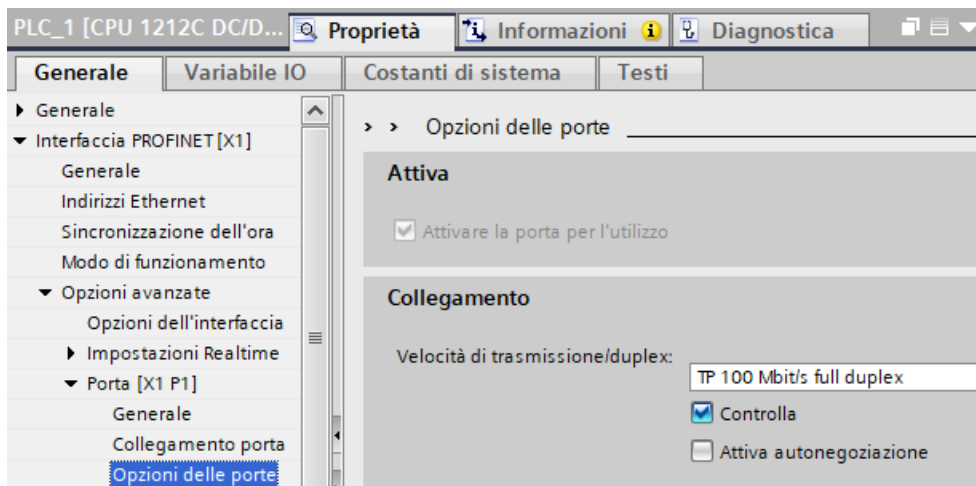 PLC_1 [CPU 1212C DC/D... Proprietà Informazioni Diagnostica
Generale Variabile IO Costanti di sistema Testi
Generale
Interfaccia PROFINET [X1]
Generale
Indirizzi Ethernet
Sincronizzazione dell'ora
Modo di funzionamento
Opzioni avanzate
Opzioni dell'interfaccia
Impostazioni Realtime
Porta [X1 P1]
Generale
Collegamento porta
Opzioni delle porte
> > Opzioni delle porte
Attiva
Attivare la porta per l'utilizzo
Collegamento
Velocità di trasmissione/duplex:
TP 100 Mbit/s full duplex
Controlla
Attiva autonegoziazione